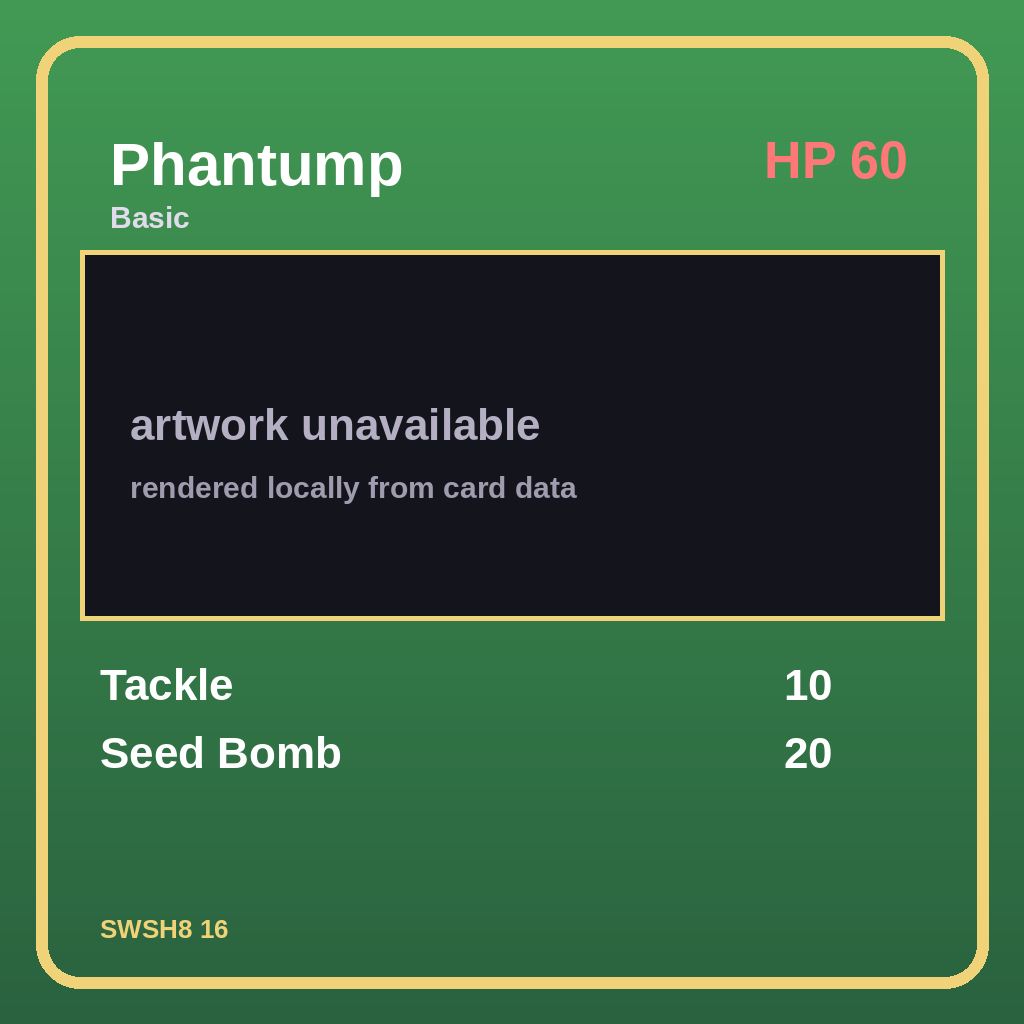 Phantump
HP 60
Basic
artwork unavailable
rendered locally from card data
Tackle 10
Seed Bomb 20
SWSH8 16